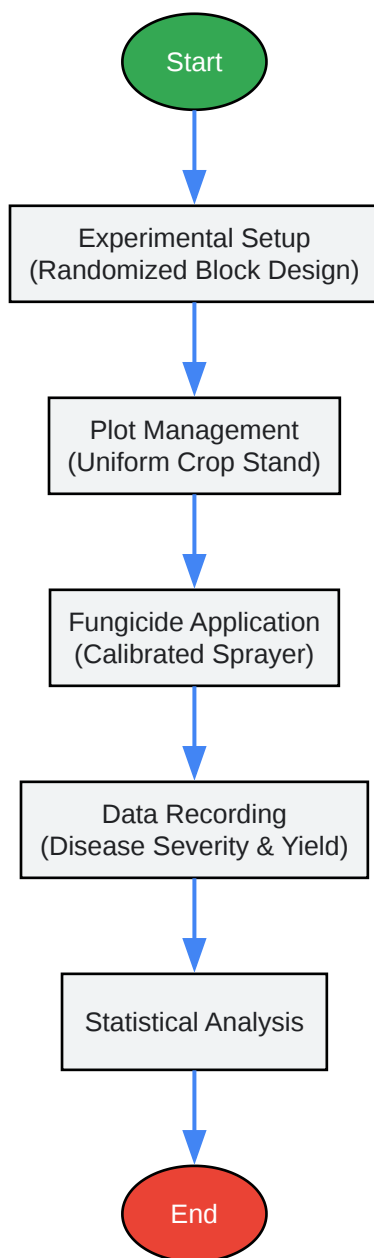 Start
Experimental Setup
(Randomized Block Design)
Plot Management
(Uniform Crop Stand)
Fungicide Application
(Calibrated Sprayer)
Data Recording
(Disease Severity & Yield)
Statistical Analysis
End